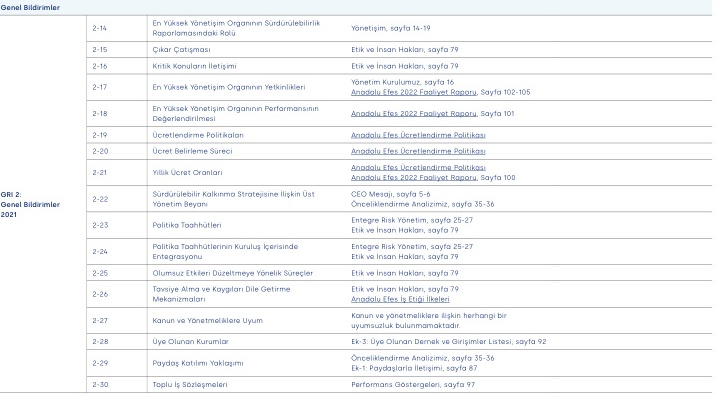 Genel Bildirimler
2-14 En Yüksek Yönetişim Organının Sürdürülebilirlik Yönetişim, sayfa 14-19
Raporlamasındaki Rolü
2-15 Çıkar Çatışması Etik ve İnsan Hakları, sayfa 79
2-16 Kritik Konuların İletişimi Etik ve İnsan Hakları, sayfa 79
2-17 En Yüksek Yönetişim Organının Yetkinlikleri Yönetim Kurulumuz, sayfa 16
Anadolu Efes 2022 Faaliyet Raporu, Sayfa 102-105
2-18 En Yüksek Yönetişim Organının Performansının Anadolu Efes 2022 Faaliyet Raporu, Sayfa 101
Değerlendirilmesi
2-19 Ücretlendirme Politikaları Anadolu Efes Ücretlendirme Politikası
2-20 Ücret Belirleme Süreci Anadolu Efes Ücretlendirme Politikası
2-21 Yıllık Ücret Oranları Anadolu Efes Ücretlendirme Politikası
Anadolu Efes 2022 Faaliyet Raporu, Sayfa 100
GRI 2:
Genel Bildirimler
2021
2-22 Sürdürülebilir Kalkınma Stratejisine İlişkin Üst CEO Mesajı, sayfa 5-6
Yönetim Beyanı Önceliklendirme Analizimiz, sayfa 35-36
2-23 Politika Taahhütleri Entegre Risk Yönetim, sayfa 25-27
Etik ve İnsan Hakları, sayfa 79
2-24 Politika Taahhütlerinin Kuruluş İçerisinde Entegre Risk Yönetim, sayfa 25-27
Entegrasyonu Etik ve İnsan Hakları, sayfa 79
2-25 Olumsuz Etkileri Düzeltmeye Yönelik Süreçler Etik ve İnsan Hakları, sayfa 79
2-26 Tavsiye Alma ve Kaygıları Dile Getirme Etik ve İnsan Hakları, sayfa 79
Mekanizmaları Anadolu Efes İş Etiği İlkeleri
2-27 Kanun ve Yönetmeliklere Uyum Kanun ve yönetmeliklere ilişkin herhangi bir
uyumsuzluk bulunmamaktadır.
2-28 Üye Olunan Kurumlar Ek-3: Üye Olunan Dernek ve Girişimler Listesi, sayfa 92
2-29 Paydaş Katılımı Yaklaşımı Önceliklendirme Analizimiz, sayfa 35-36
Ek-1: Paydaşlarla İletişimi, sayfa 87
2-30 Toplu İş Sözleşmeleri Performans Göstergeleri, sayfa 97